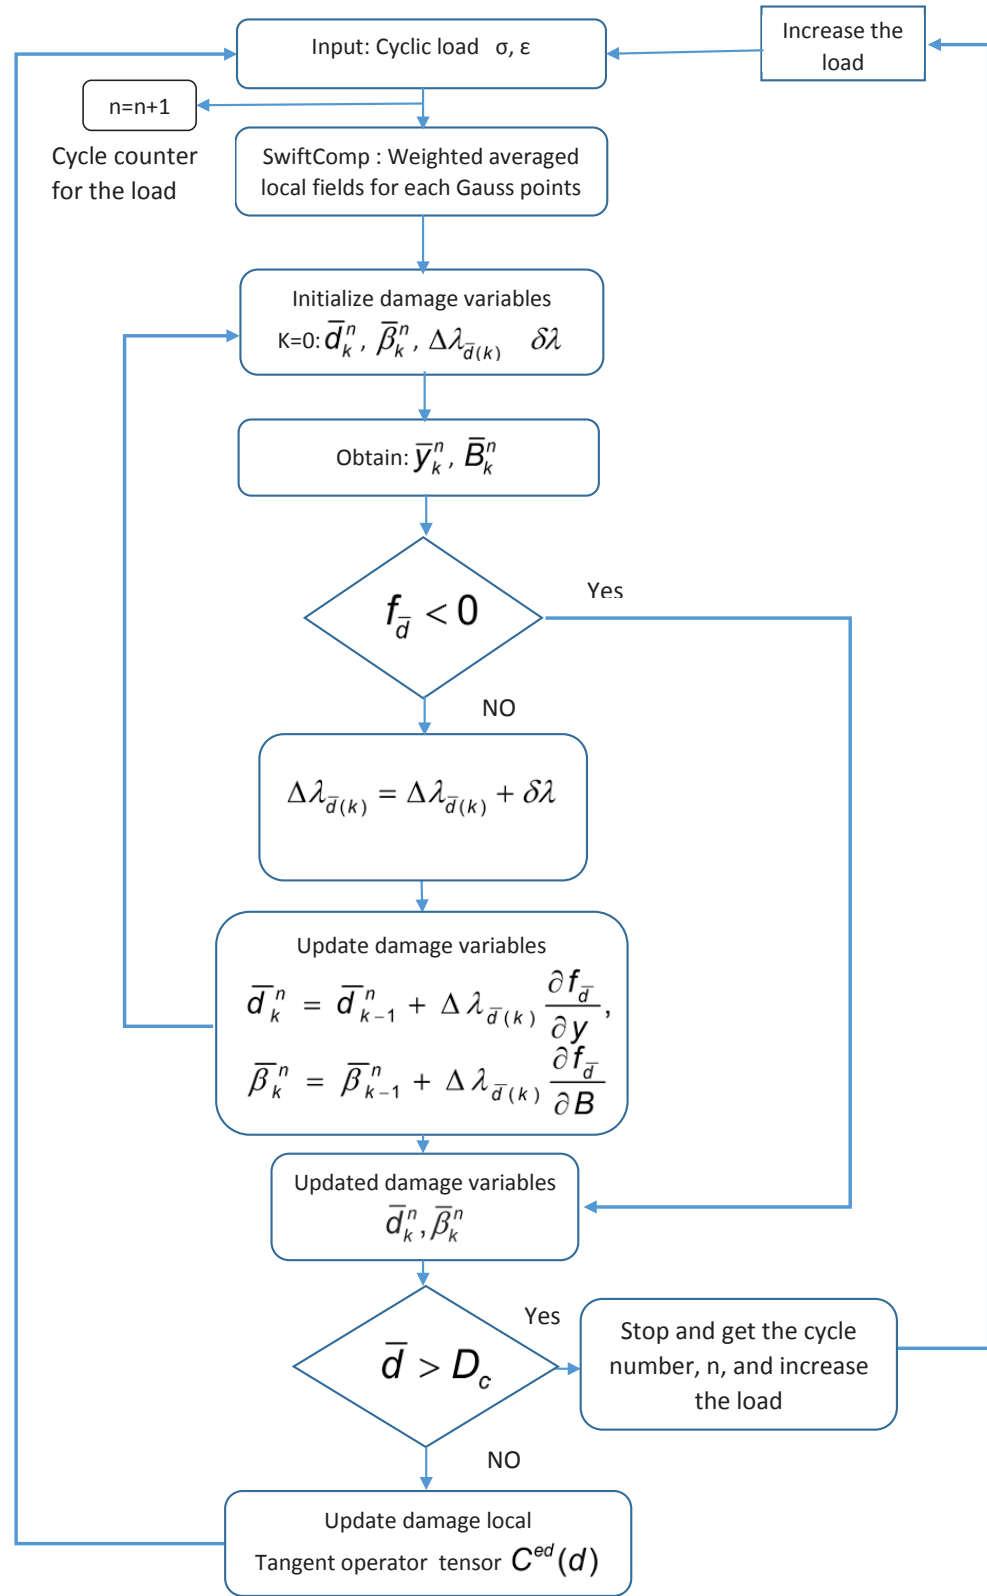 Input: Cyclic load σ, ε
Increase the
load
n=n+1
Cycle counter
for the load
SwiftComp : Weighted averaged
local fields for each Gauss points
Initialize damage variables
K=0: d̅ₖⁿ, β̅ₖⁿ, Δλ_d̅(k) δλ
Obtain: y̅ₖⁿ, B̅ₖⁿ
f_d̅ < 0
Yes
NO
Δλ_d̅(k) = Δλ_d̅(k) + δλ
Update damage variables
d̅ₖⁿ = d̅ₖ₋₁ⁿ + Δλ_d̅(k) ∂f_d̅/∂y,
β̅ₖⁿ = β̅ₖ₋₁ⁿ + Δλ_d̅(k) ∂f_d̅/∂B
Updated damage variables
d̅ₖⁿ, β̅ₖⁿ
d̅ > D_c
Yes
Stop and get the cycle
number, n, and increase
the load
NO
Update damage local
Tangent operator tensor C^ed(d)